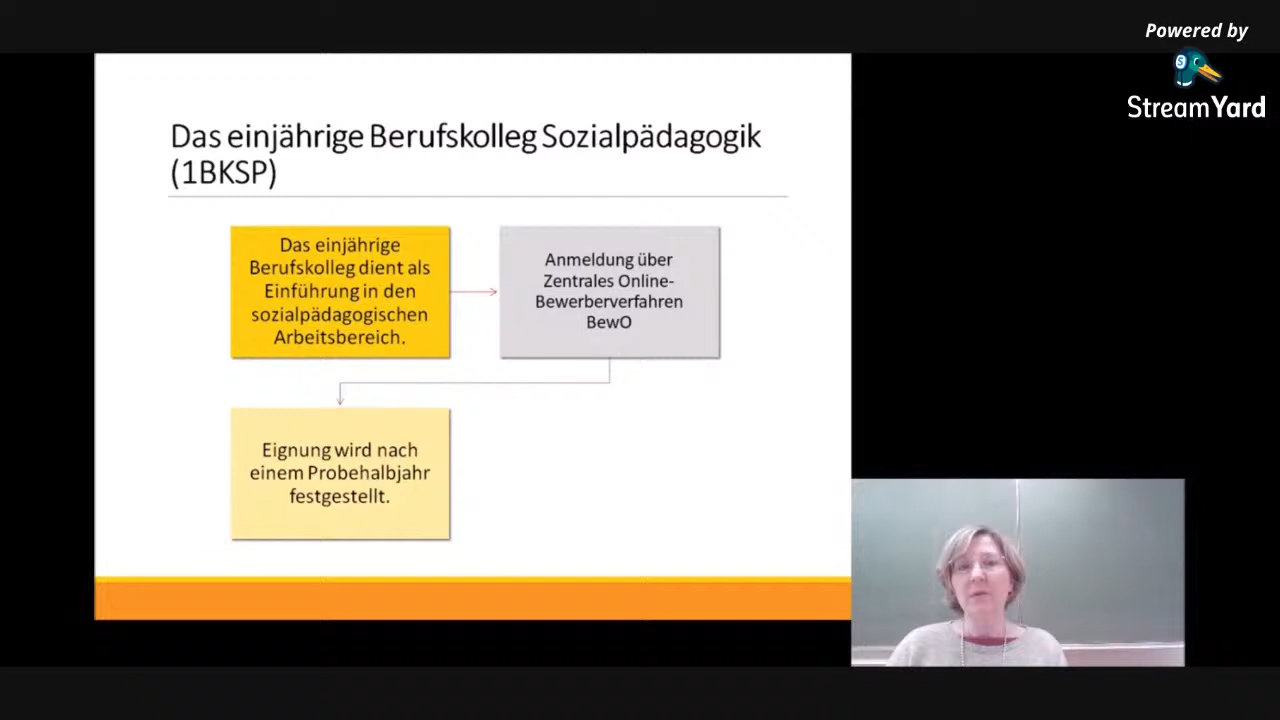 Powered by
StreamYard
Das einjährige Berufskolleg Sozialpädagogik
(1BKSP)
Das einjährige
Berufskolleg dient als
Einführung in den
sozialpädagogischen
Arbeitsbereich.
Anmeldung über
Zentrales Online-
Bewerberverfahren
BewO
Eignung wird nach
einem Probehalbjahr
festgestellt.